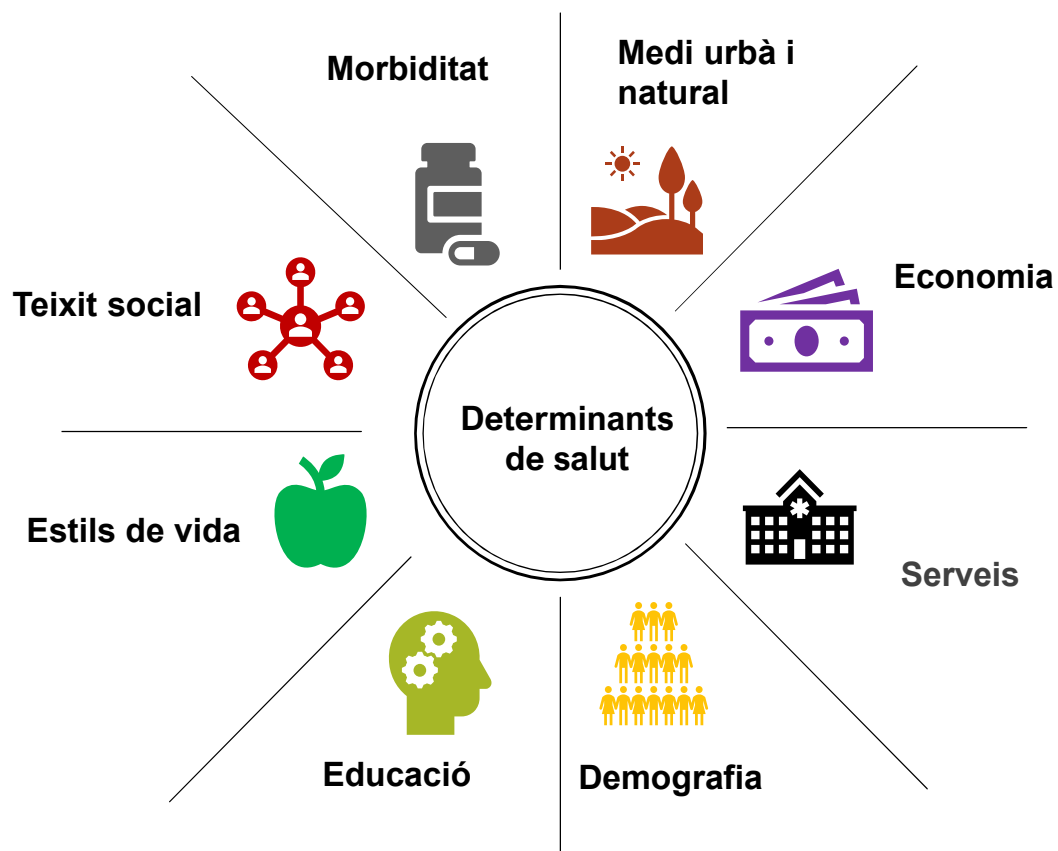 Morbiditat
Medi urbà i
natural
Economia
Teixit social
Determinants
de salut
Estils de vida
Serveis
Educació
Demografia